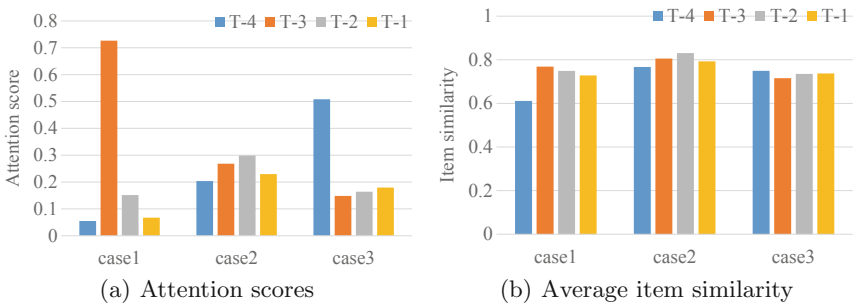 T-4 T-3 T-2 T-1
Attention score
0.8
0.7
0.6
0.5
0.4
0.3
0.2
0.1
0
case1 case2 case3
(a) Attention scores
T-4 T-3 T-2 T-1
Item similarity
1
0.8
0.6
0.4
0.2
0
case1 case2 case3
(b) Average item similarity